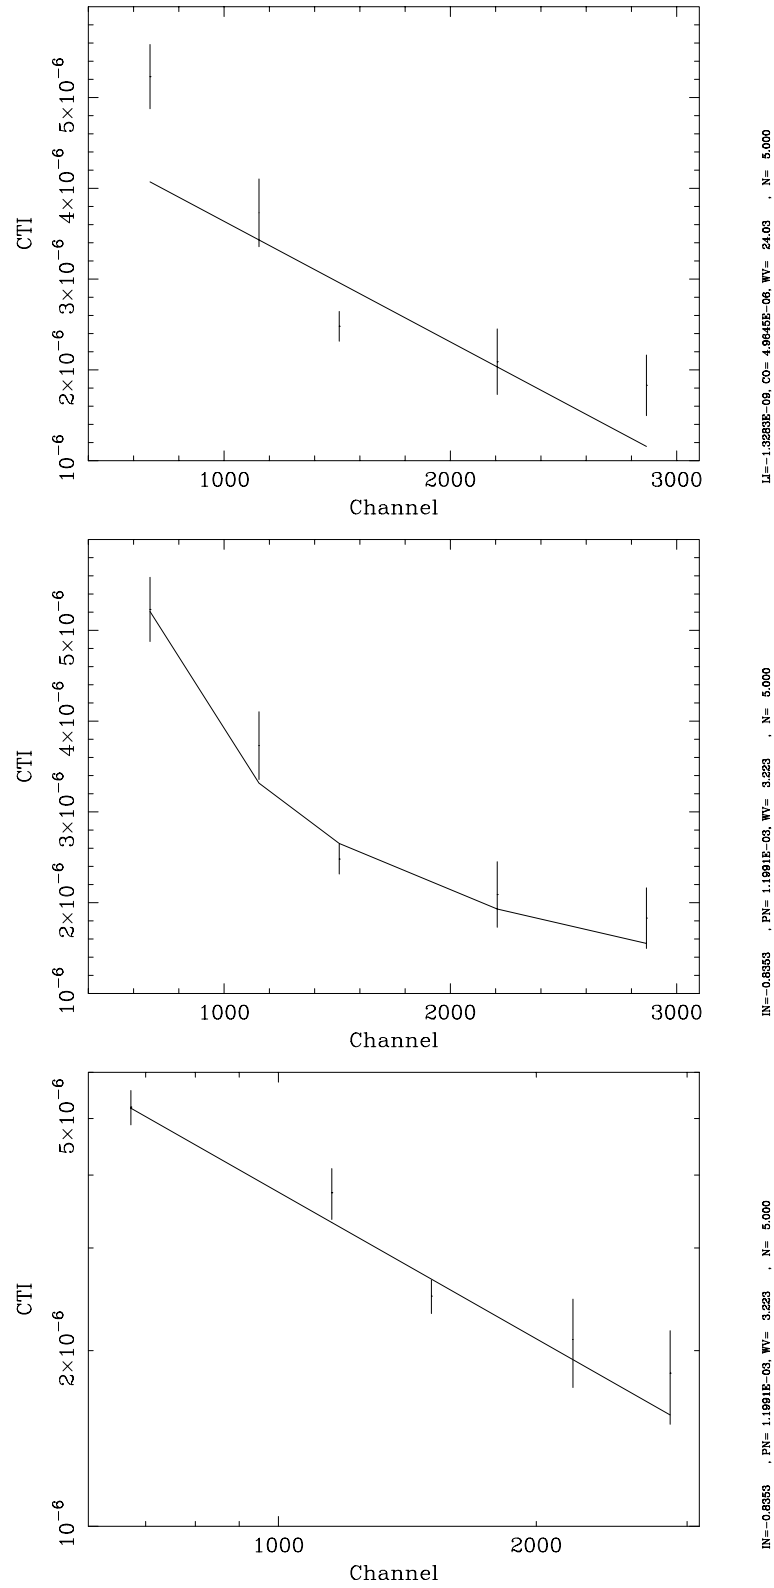 5×10⁻⁶
4×10⁻⁶
3×10⁻⁶
2×10⁻⁶
10⁻⁶
CTI
1000 2000 3000
Channel
LI=-1.3283E-09, CO= 4.9645E-06, WV= 24.03 , N= 5.000
5×10⁻⁶
4×10⁻⁶
3×10⁻⁶
2×10⁻⁶
10⁻⁶
CTI
1000 2000 3000
Channel
IN=-0.8353 , PN= 1.1991E-03, WV= 3.223 , N= 5.000
5×10⁻⁶
2×10⁻⁶
10⁻⁶
CTI
1000 2000
Channel
IN=-0.8353 , PN= 1.1991E-03, WV= 3.223 , N= 5.000